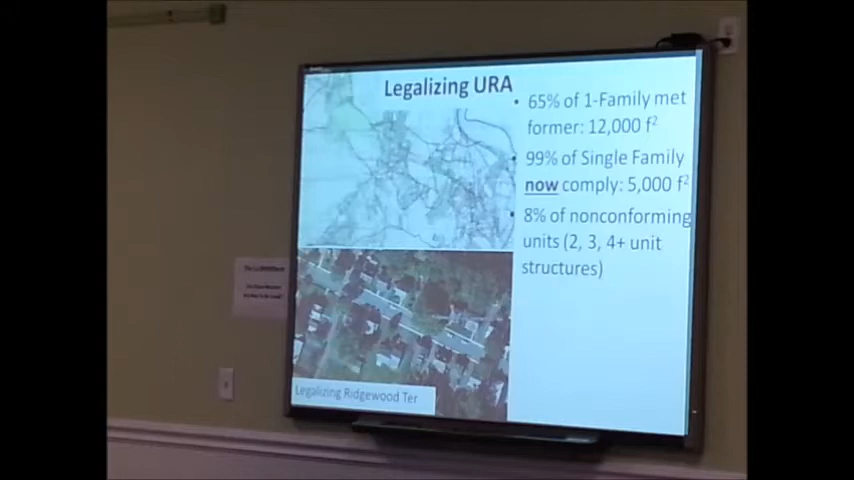 Legalizing URA
• 65% of 1-Family met
former: 12,000 f²
99% of Single Family
now comply: 5,000 f²
8% of nonconforming
units (2, 3, 4+ unit
structures)
Legalizing Ridgewood Ter